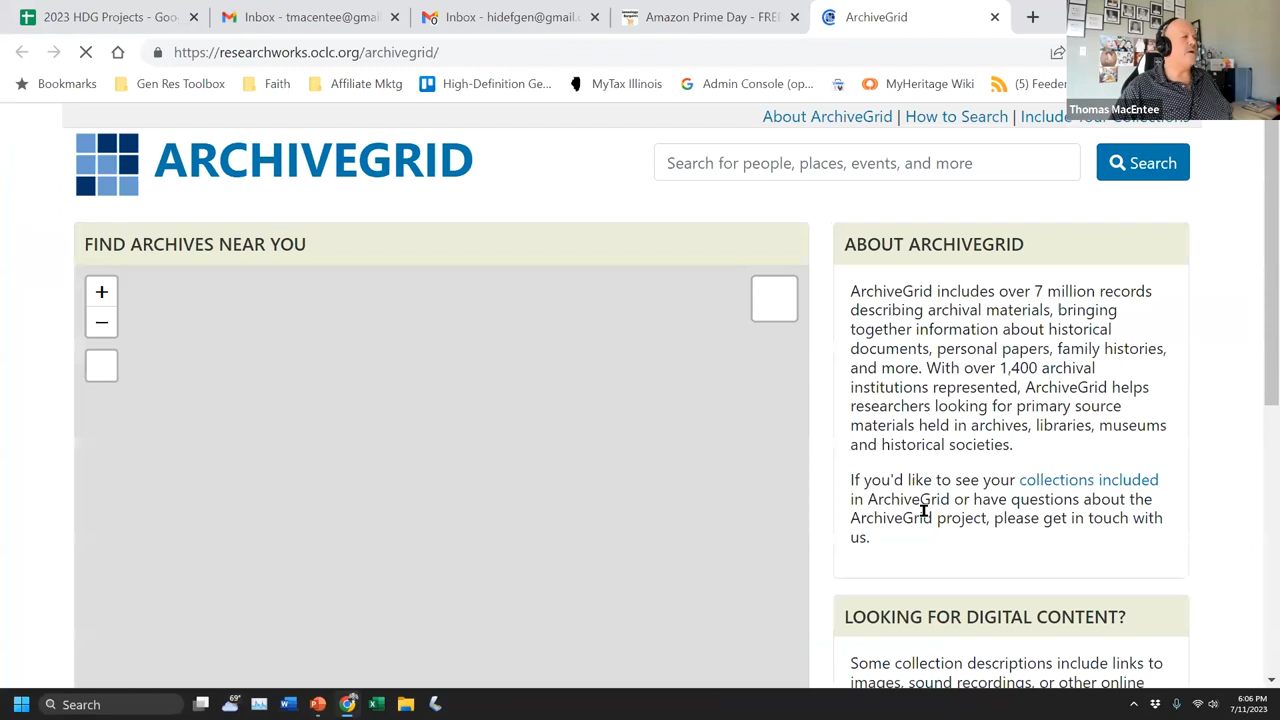 2023 HDG Projects - Goo
Inbox - tmacentee@gmai
Inbox - hidefgen@gmail.c
Amazon Primary - FREE
ArchiveGrid
https://researchworks.oclc.org/archivegrid/
Bookmarks
Gen Res Toolbox
Faith
Affiliate Mktg
High-Definition Ge...
MyTax Illinois
Admin Console (op...
MyHeritage Wiki
(5) Feeder
Thomas MacEntee
About ArchiveGrid | How to Search | Include Your Collections
ARCHIVEGRID
Search for people, places, events, and more
Search
FIND ARCHIVES NEAR YOU
+
−
ABOUT ARCHIVEGRID
ArchiveGrid includes over 7 million records
describing archival materials, bringing
together information about historical
documents, personal papers, family histories,
and more. With over 1,400 archival
institutions represented, ArchiveGrid helps
researchers looking for primary source
materials held in archives, libraries, museums
and historical societies.
If you'd like to see your collections included
in ArchiveGrid or have questions about the
ArchiveGrid project, please get in touch with
us.
LOOKING FOR DIGITAL CONTENT?
Some collection descriptions include links to
images, sound recordings, or other online
Search
69°
6:06 PM
7/11/2023